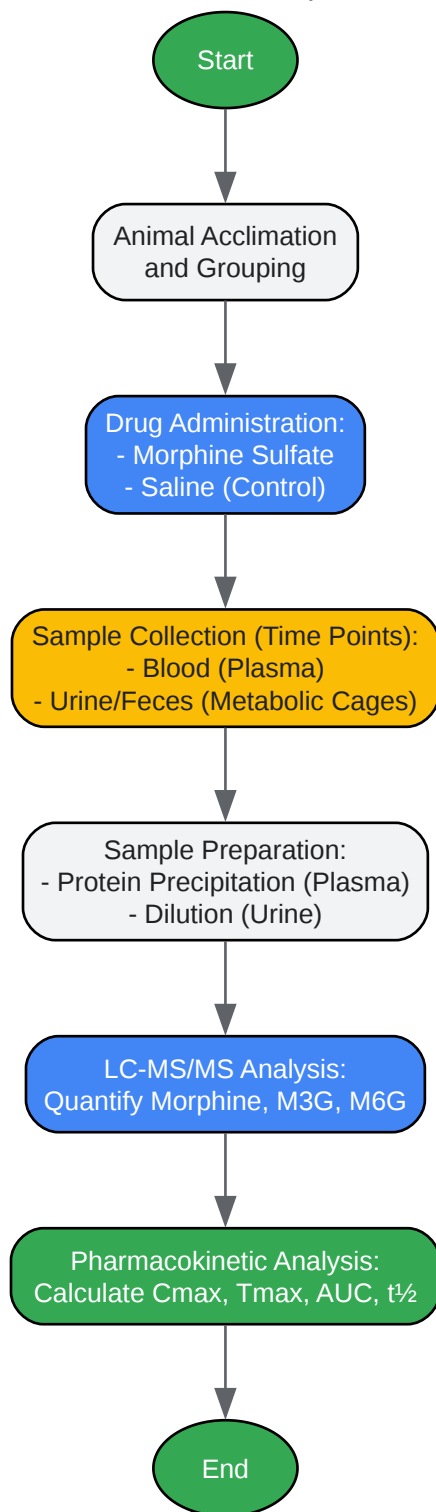 Start
Animal Acclimation
and Grouping
Drug Administration:
- Morphine Sulfate
- Saline (Control)
Sample Collection (Time Points):
- Blood (Plasma)
- Urine/Feces (Metabolic Cages)
Sample Preparation:
- Protein Precipitation (Plasma)
- Dilution (Urine)
LC-MS/MS Analysis:
Quantify Morphine, M3G, M6G
Pharmacokinetic Analysis:
Calculate Cmax, Tmax, AUC, t½
End